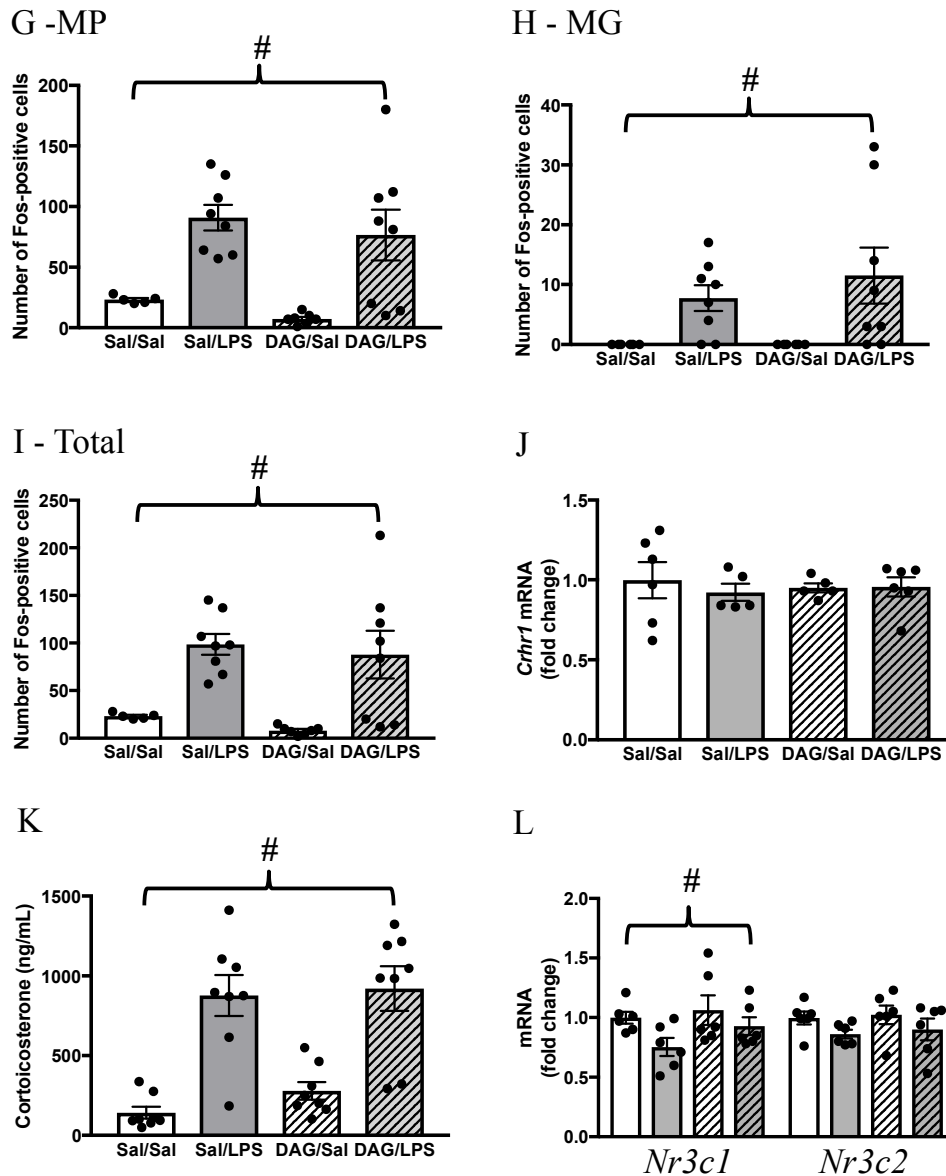 G -MP
#
Number of Fos-positive cells
200
150
100
50
0
Sal/Sal Sal/LPS DAG/Sal DAG/LPS
H - MG
#
Number of Fos-positive cells
40
30
20
10
0
Sal/Sal Sal/LPS DAG/Sal DAG/LPS
I - Total
#
Number of Fos-positive cells
250
200
150
100
50
0
Sal/Sal Sal/LPS DAG/Sal DAG/LPS
J
Crhr1 mRNA
(fold change)
1.5
1.0
0.5
0.0
Sal/Sal Sal/LPS DAG/Sal DAG/LPS
K
#
Cortoicosterone (ng/mL)
1500
1000
500
0
Sal/Sal Sal/LPS DAG/Sal DAG/LPS
L
#
mRNA
(fold change)
2.0
1.5
1.0
0.5
0.0
Nr3c1 Nr3c2